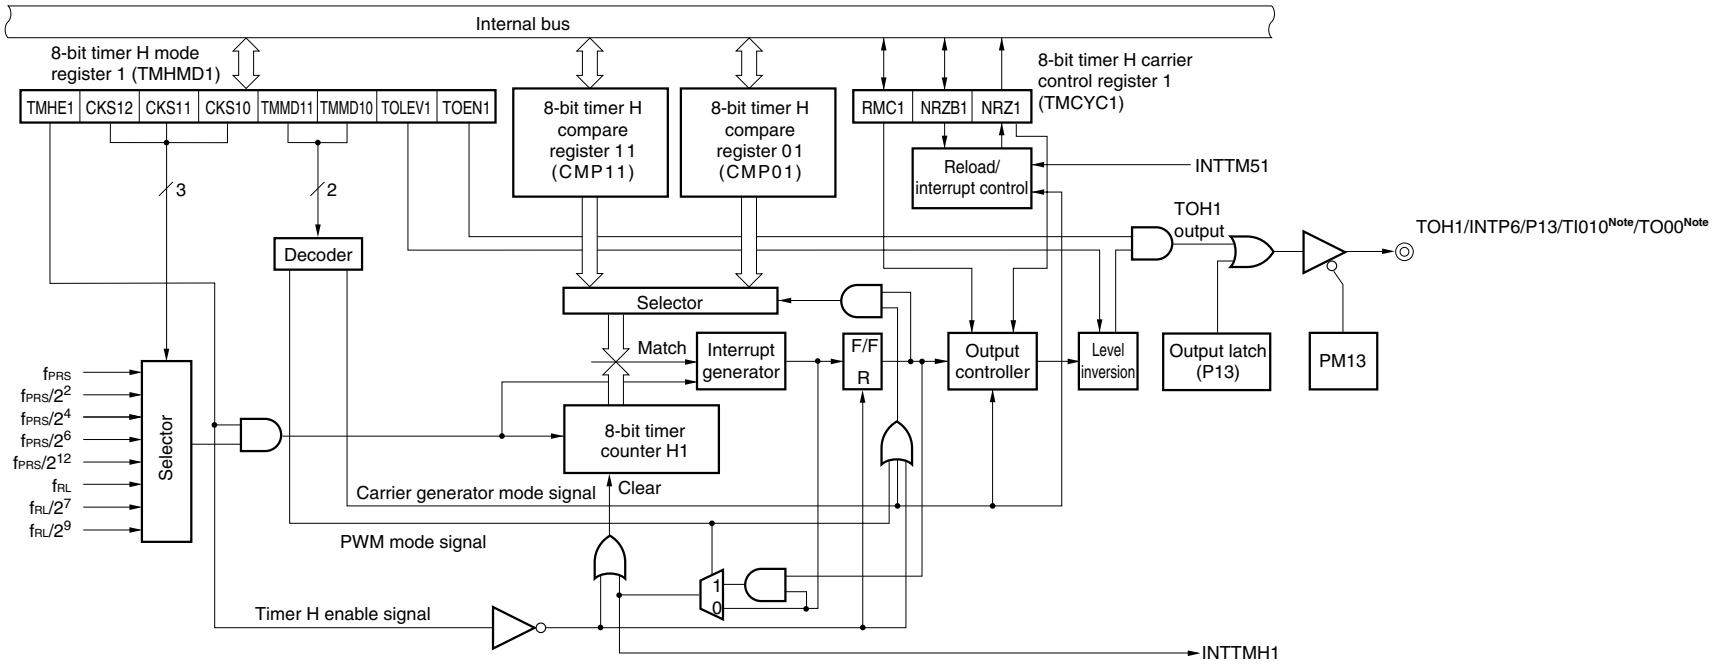 Internal bus
8-bit timer H mode
register 1 (TMHMD1)
8-bit timer H carrier
control register 1
(TMCYC1)
TMHE1 CKS12 CKS11 CKS10 TMMD11 TMMD10 TOLEV1 TOEN1
8-bit timer H
compare
register 11
(CMP11)
8-bit timer H
compare
register 01
(CMP01)
RMC1 NRZB1 NRZ1
Reload/
interrupt control
INTTM51
3
2
Decoder
TOH1
output
TOH1/INTP6/P13/TI010Note/TO00Note
Selector
Match
Interrupt
generator
F/F
R
Output
controller
Level
inversion
Output latch
(P13)
PM13
fPRS
fPRS/2²
fPRS/2⁴
fPRS/2⁶
fPRS/2¹²
fRL
fRL/2⁷
fRL/2⁹
Selector
8-bit timer
counter H1
Carrier generator mode signal
Clear
PWM mode signal
1
0
Timer H enable signal
INTTMH1